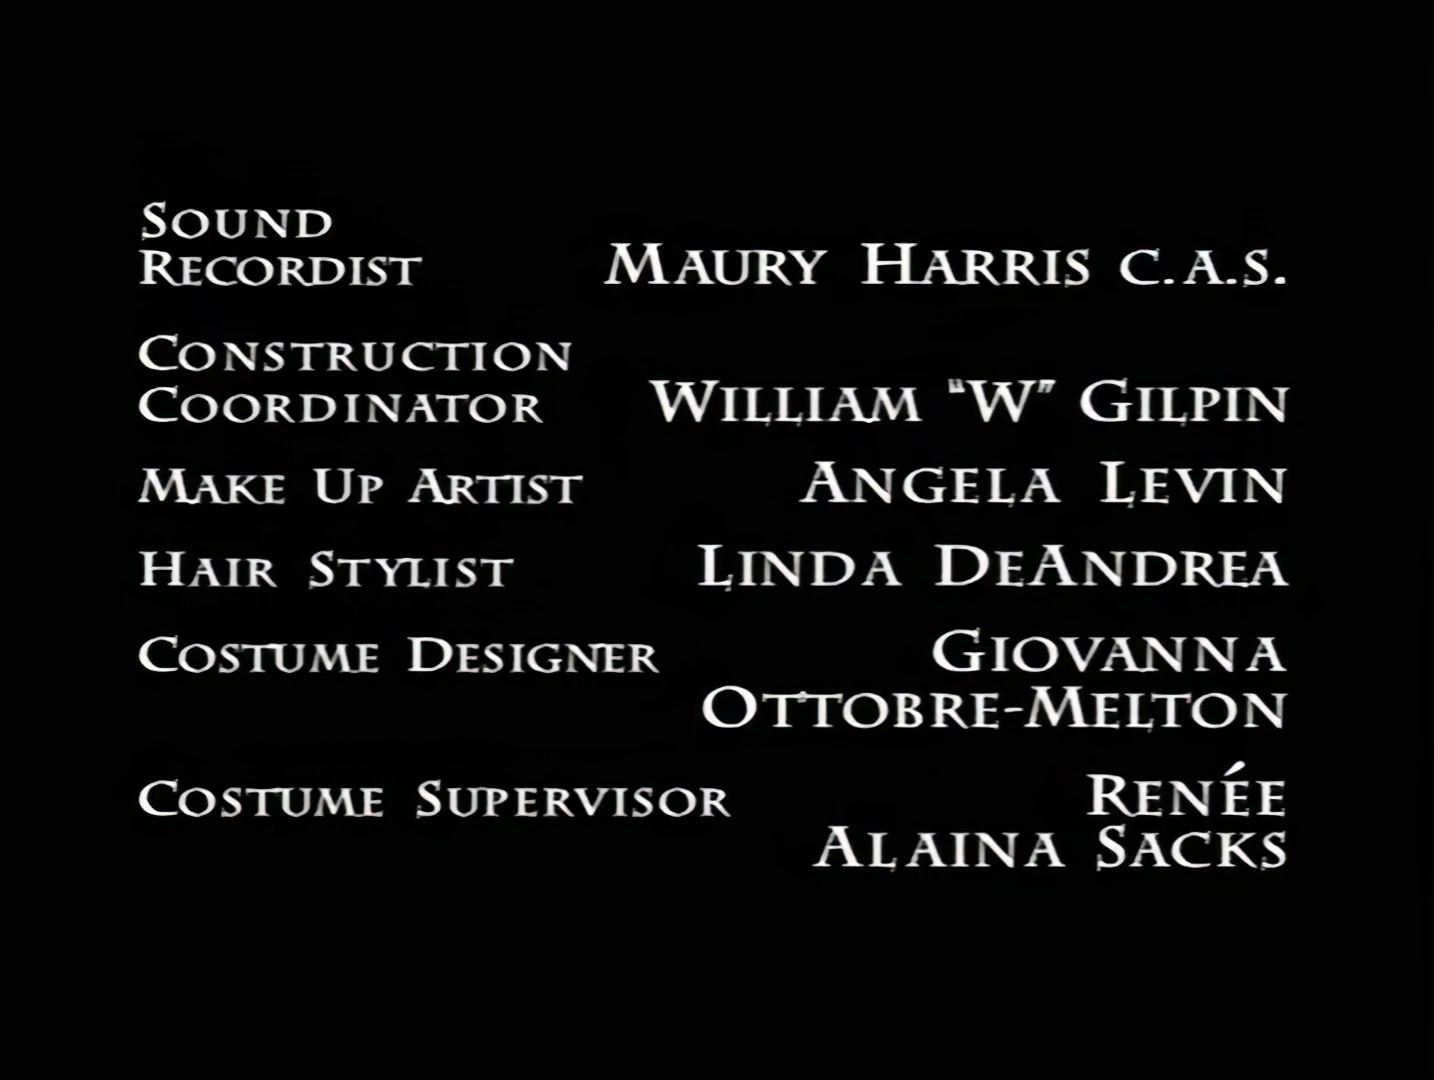 Sound
Recordist Maury Harris c.a.s.
Construction
Coordinator William "W" Gilpin
Make Up Artist Angela Levin
Hair Stylist Linda DeAndrea
Costume Designer Giovanna
Ottobre-Melton
Costume Supervisor Renée
Alaina Sacks